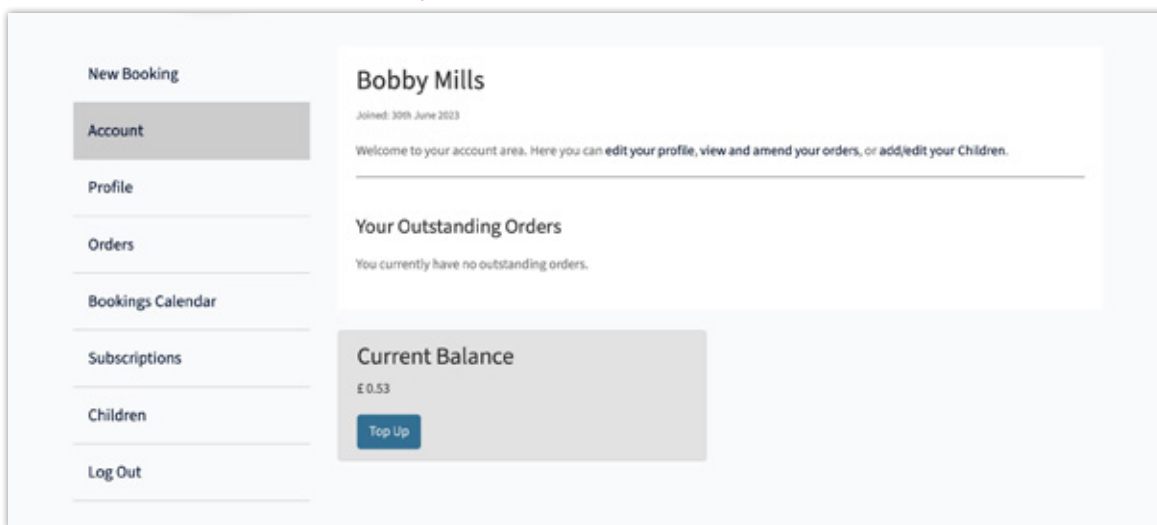 New Booking
Account
Profile
Orders
Bookings Calendar
Subscriptions
Children
Log Out
Bobby Mills
Joined: 30th June 2023
Welcome to your account area. Here you can edit your profile, view and amend your orders, or add/edit your Children.
Your Outstanding Orders
You currently have no outstanding orders.
Current Balance
£ 0.53
Top Up